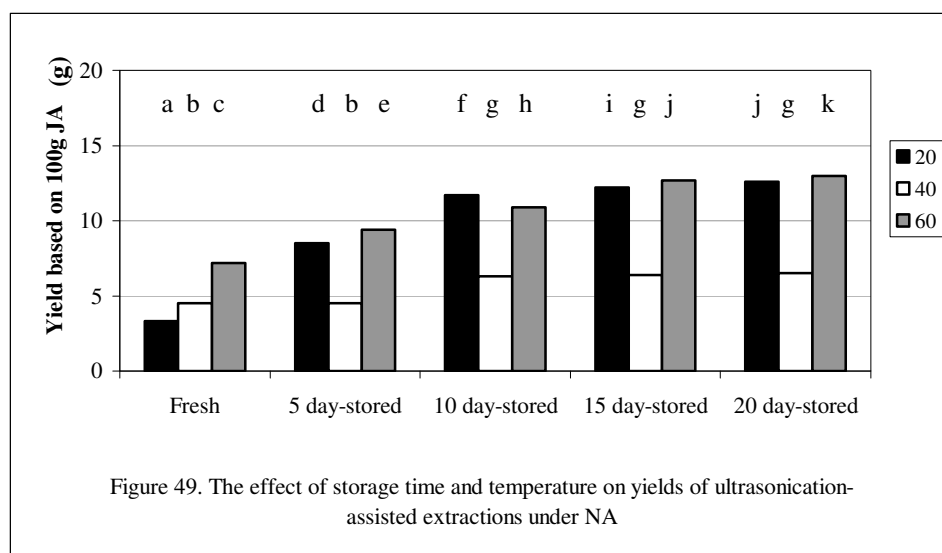 Yield based on 100g JA (g)
20
15
10
5
0
a b c d b e f g h i g j j g k
20
40
60
Fresh 5 day-stored 10 day-stored 15 day-stored 20 day-stored
Figure 49. The effect of storage time and temperature on yields of ultrasonication-
assisted extractions under NA